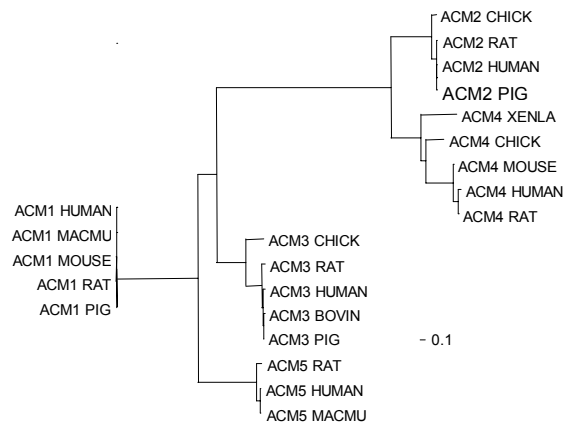 ACM2 CHICK
ACM2 RAT
ACM2 HUMAN
ACM2 PIG
ACM4 XENLA
ACM4 CHICK
ACM4 MOUSE
ACM4 HUMAN
ACM4 RAT
ACM1 HUMAN
ACM1 MACMU
ACM1 MOUSE
ACM1 RAT
ACM1 PIG
ACM3 CHICK
ACM3 RAT
ACM3 HUMAN
ACM3 BOVIN
ACM3 PIG
0.1
ACM5 RAT
ACM5 HUMAN
ACM5 MACMU